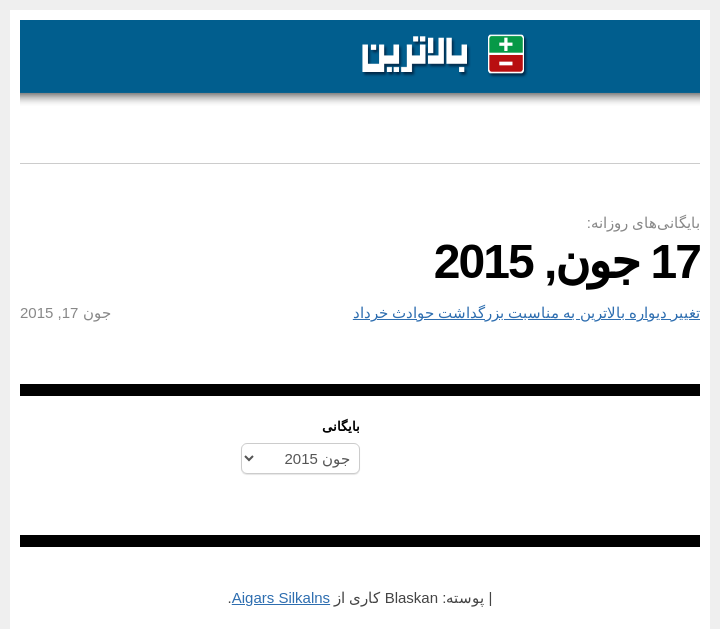 بالاترین
بایگانی‌های روزانه:
17 جون, 2015
تغییر دیواره بالاترین به مناسبت بزرگداشت حوادث خرداد
جون 17, 2015
بایگانی
جون 2015
| پوسته: Blaskan کاری از Aigars Silkalns.